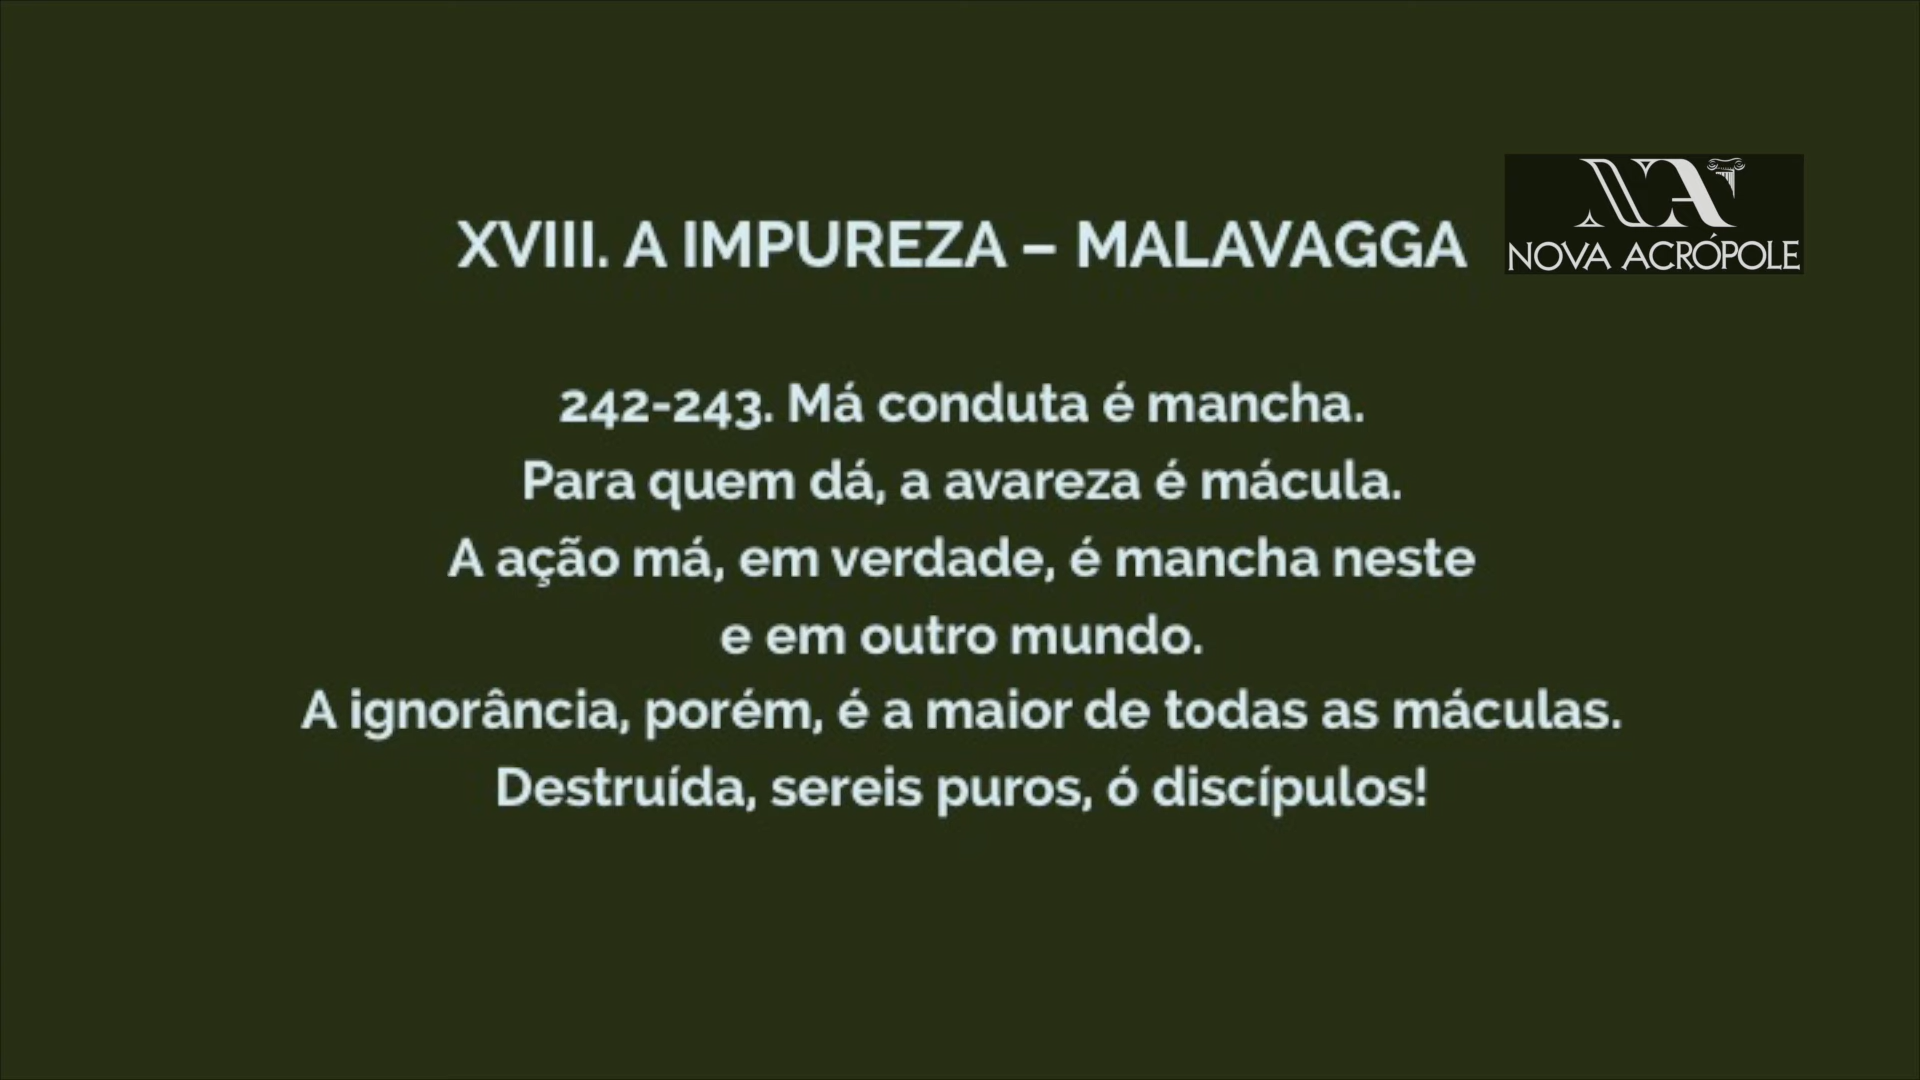 XVIII. A IMPUREZA – MALAVAGGA
NA
NOVA ACRÓPOLE
242-243. Má conduta é mancha.
Para quem dá, a avareza é mácula.
A ação má, em verdade, é mancha neste
e em outro mundo.
A ignorância, porém, é a maior de todas as máculas.
Destruída, sereis puros, ó discípulos!